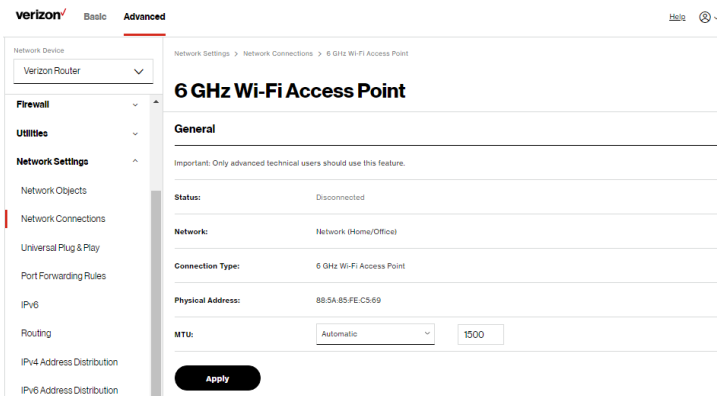 verizon✓ Basic Advanced Help
Network Device
Verizon Router
Firewall
Utilities
Network Settings
Network Objects
Network Connections
Universal Plug & Play
Port Forwarding Rules
IPv6
Routing
IPv4 Address Distribution
IPv6 Address Distribution
Network Settings > Network Connections > 6 GHz Wi-Fi Access Point
6 GHz Wi-Fi Access Point
General
Important: Only advanced technical users should use this feature.
Status: Disconnected
Network: Network (Home/Office)
Connection Type: 6 GHz Wi-Fi Access Point
Physical Address: 88:5A:85:FE:C5:69
MTU: Automatic 1500
Apply